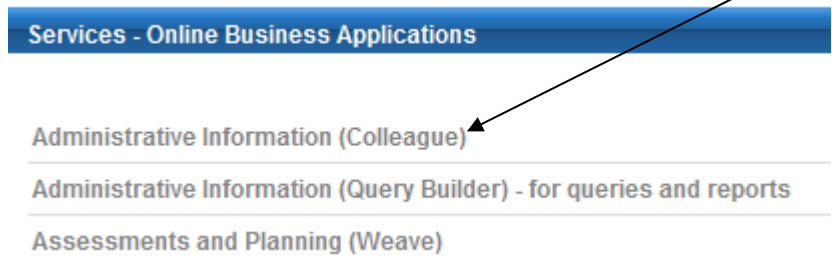 Services - Online Business Applications
Administrative Information (Colleague)
Administrative Information (Query Builder) - for queries and reports
Assessments and Planning (Weave)